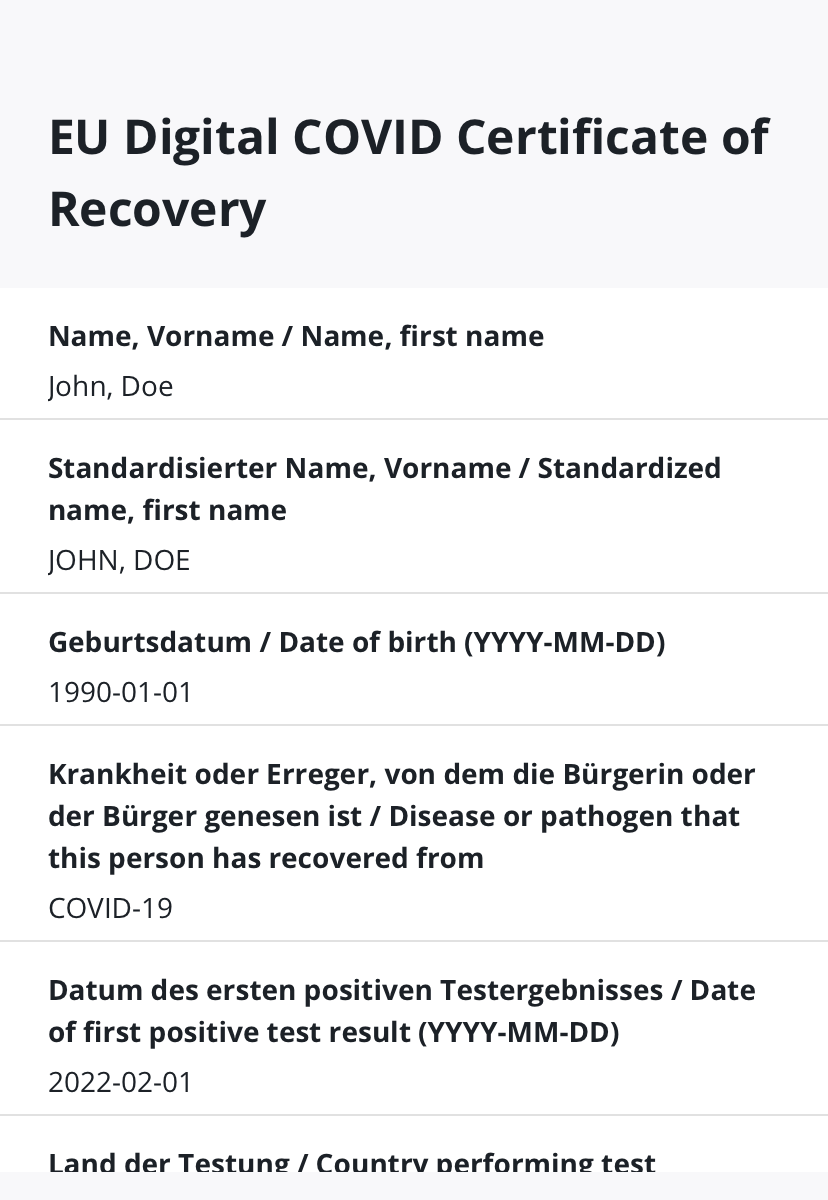 EU Digital COVID Certificate of
Recovery
Name, Vorname / Name, first name
John, Doe
Standardisierter Name, Vorname / Standardized
name, first name
JOHN, DOE
Geburtsdatum / Date of birth (YYYY-MM-DD)
1990-01-01
Krankheit oder Erreger, von dem die Bürgerin oder
der Bürger genesen ist / Disease or pathogen that
this person has recovered from
COVID-19
Datum des ersten positiven Testergebnisses / Date
of first positive test result (YYYY-MM-DD)
2022-02-01
Land der Testung / Country performing test